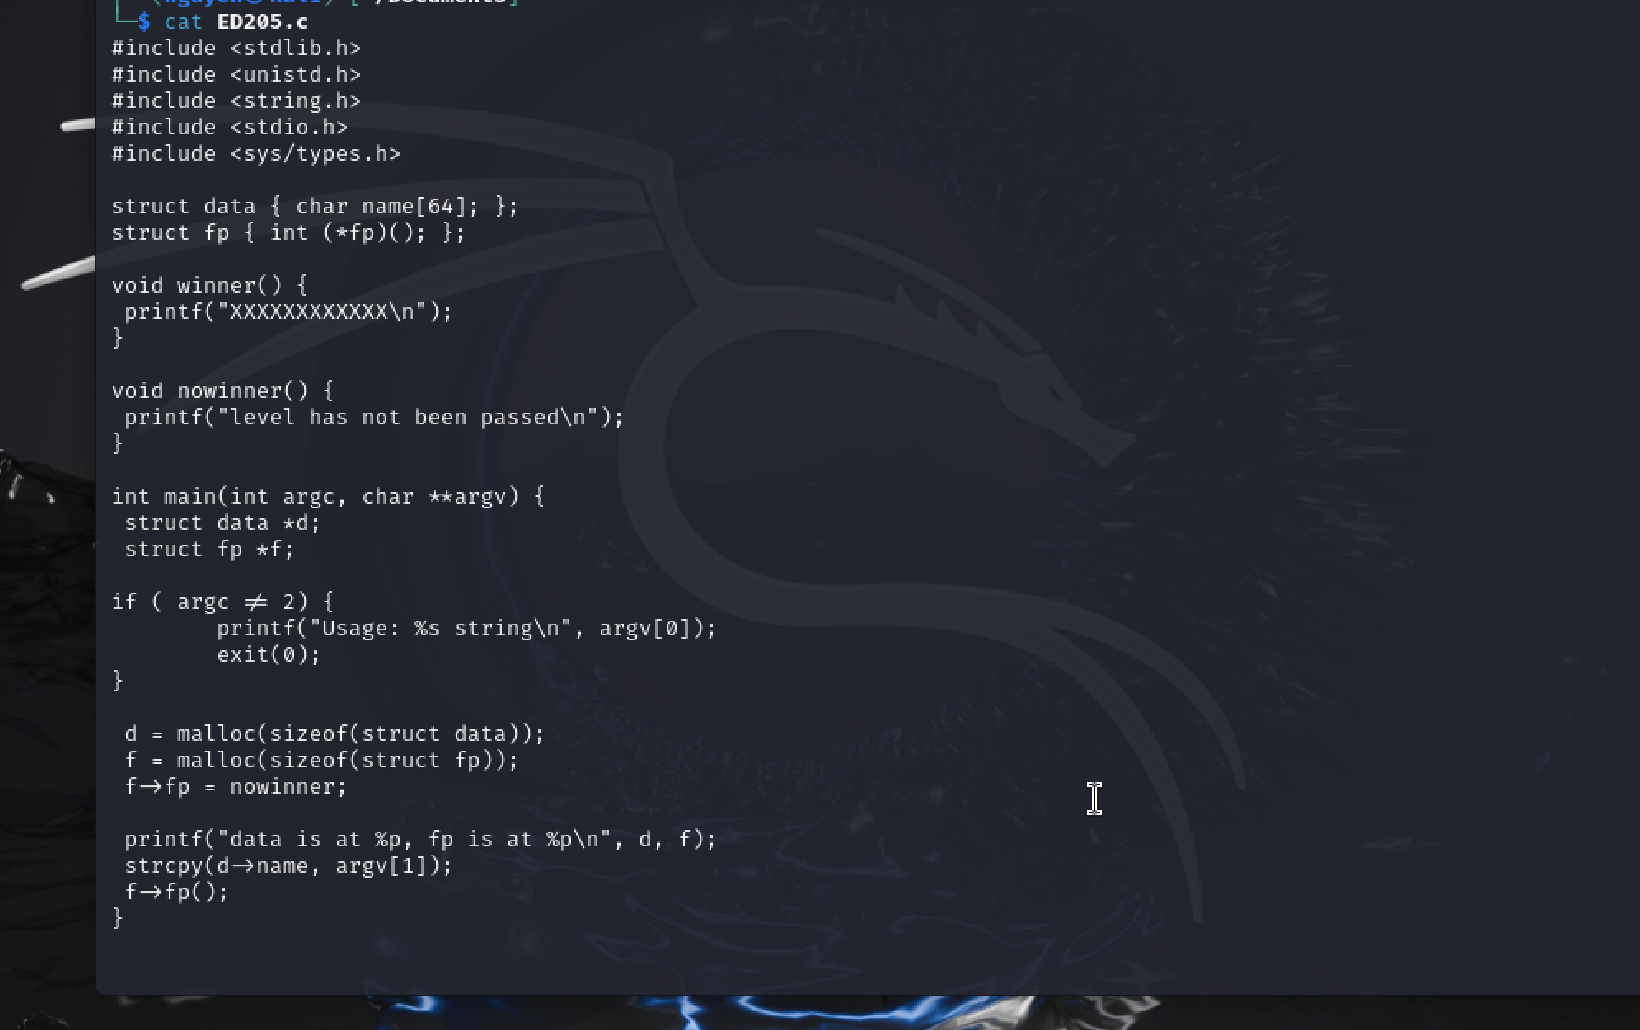 └─$ cat ED205.c
#include <stdlib.h>
#include <unistd.h>
#include <string.h>
#include <stdio.h>
#include <sys/types.h>

struct data { char name[64]; };
struct fp { int (*fp)(); };

void winner() {
 printf("XXXXXXXXXXXX\n");
}

void nowinner() {
 printf("level has not been passed\n");
}

int main(int argc, char **argv) {
 struct data *d;
 struct fp *f;

if ( argc != 2) {
        printf("Usage: %s string\n", argv[0]);
        exit(0);
}

 d = malloc(sizeof(struct data));
 f = malloc(sizeof(struct fp));
 f->fp = nowinner;

 printf("data is at %p, fp is at %p\n", d, f);
 strcpy(d->name, argv[1]);
 f->fp();
}